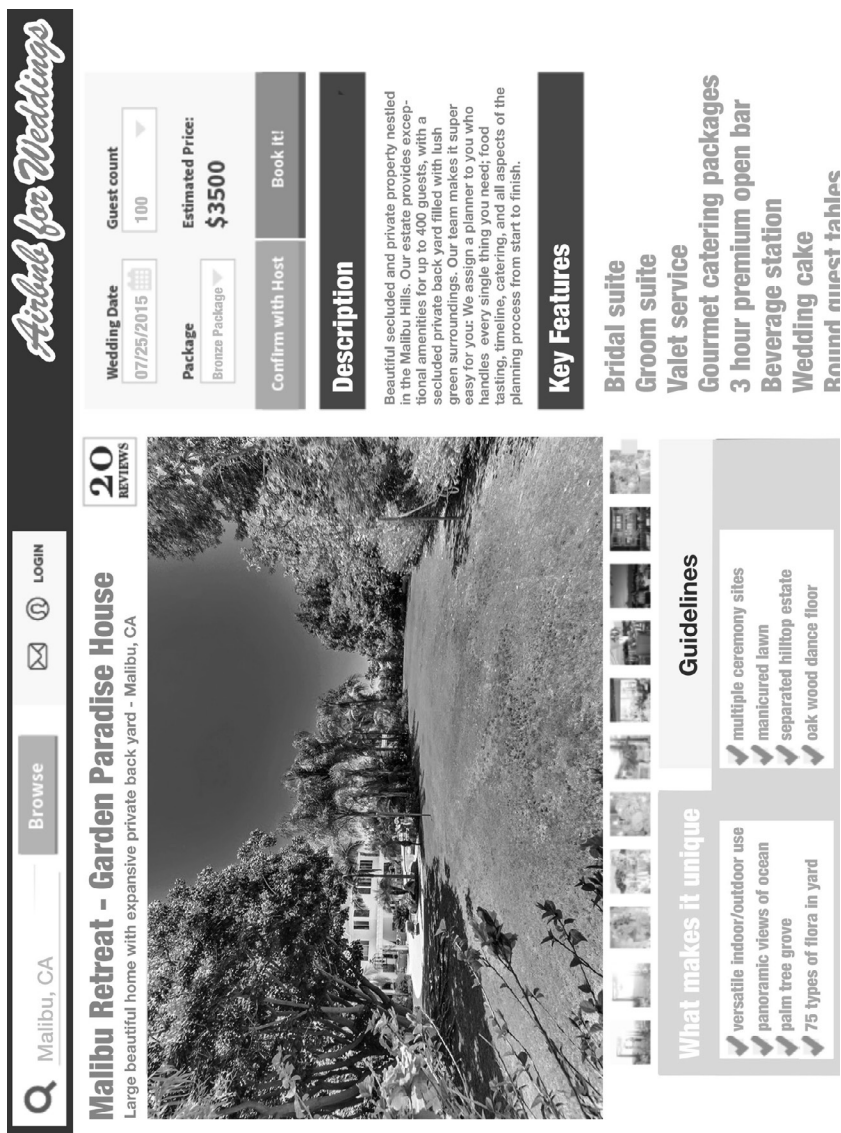 Malibu, CA
Browse
LOGIN
Airbnb for Weddings
Malibu Retreat - Garden Paradise House
Large beautiful home with expansive private back yard - Malibu, CA
20
REVIEWS
Wedding Date
07/25/2015
Guest count
100
Package
Bronze Package
Estimated Price:
$3500
Confirm with Host
Book it!
Description
Beautiful secluded and private property nestled
in the Malibu Hills. Our estate provides excep-
tional amenities for up to 400 guests, with a
secluded private back yard filled with lush
green surroundings. Our team makes it super
easy for you: We assign a planner to you who
handles every single thing you need; food
tasting, timeline, catering, and all aspects of the
planning process from start to finish.
Key Features
Bridal suite
Groom suite
Valet service
Gourmet catering packages
3 hour premium open bar
Beverage station
Wedding cake
Round guest tables
What makes it unique
versatile indoor/outdoor use
panoramic views of ocean
palm tree grove
75 types of flora in yard
Guidelines
multiple ceremony sites
manicured lawn
separated hilltop estate
oak wood dance floor